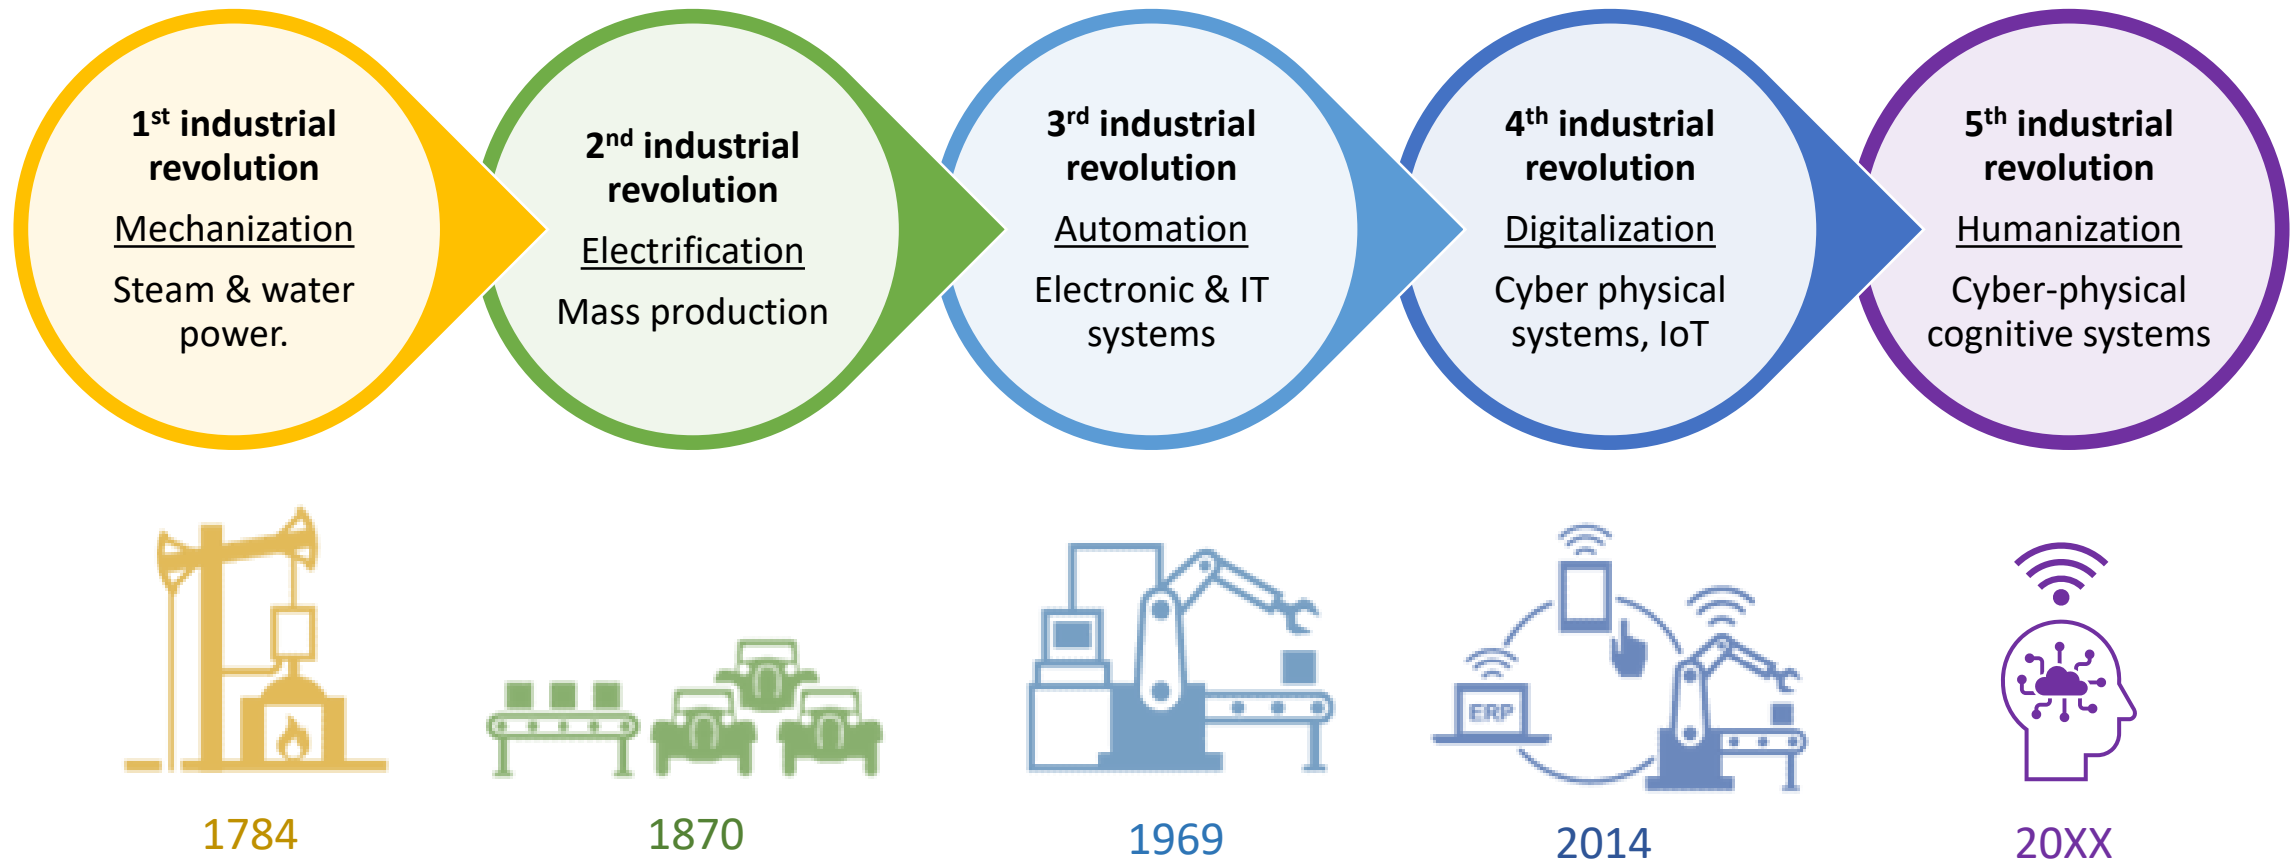 1st industrial
revolution
Mechanization
Steam & water
power.
2nd industrial
revolution
Electrification
Mass production
3rd industrial
revolution
Automation
Electronic & IT
systems
4th industrial
revolution
Digitalization
Cyber physical
systems, IoT
5th industrial
revolution
Humanization
Cyber-physical
cognitive systems
ERP
1784
1870
1969
2014
20XX